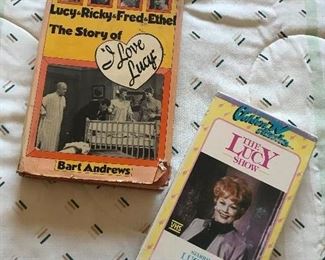 Lucy & Ricky & Fred & Ethel
The Story of
"I Love
Lucy"
Bart Andrews
THE
LUCY
SHOW
VHS